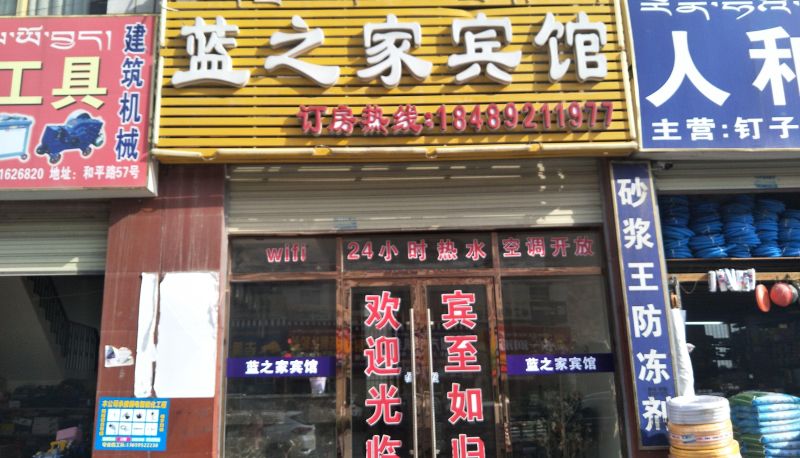 建筑机械
工具
1626820 地址：和平路57号
蓝之家宾馆
订房热线:18489211977
人和
主营:钉子
wifi
24小时热水
空调开放
欢迎光临
宾至如归
蓝之家宾馆
蓝之家宾馆
砂浆王防冻剂